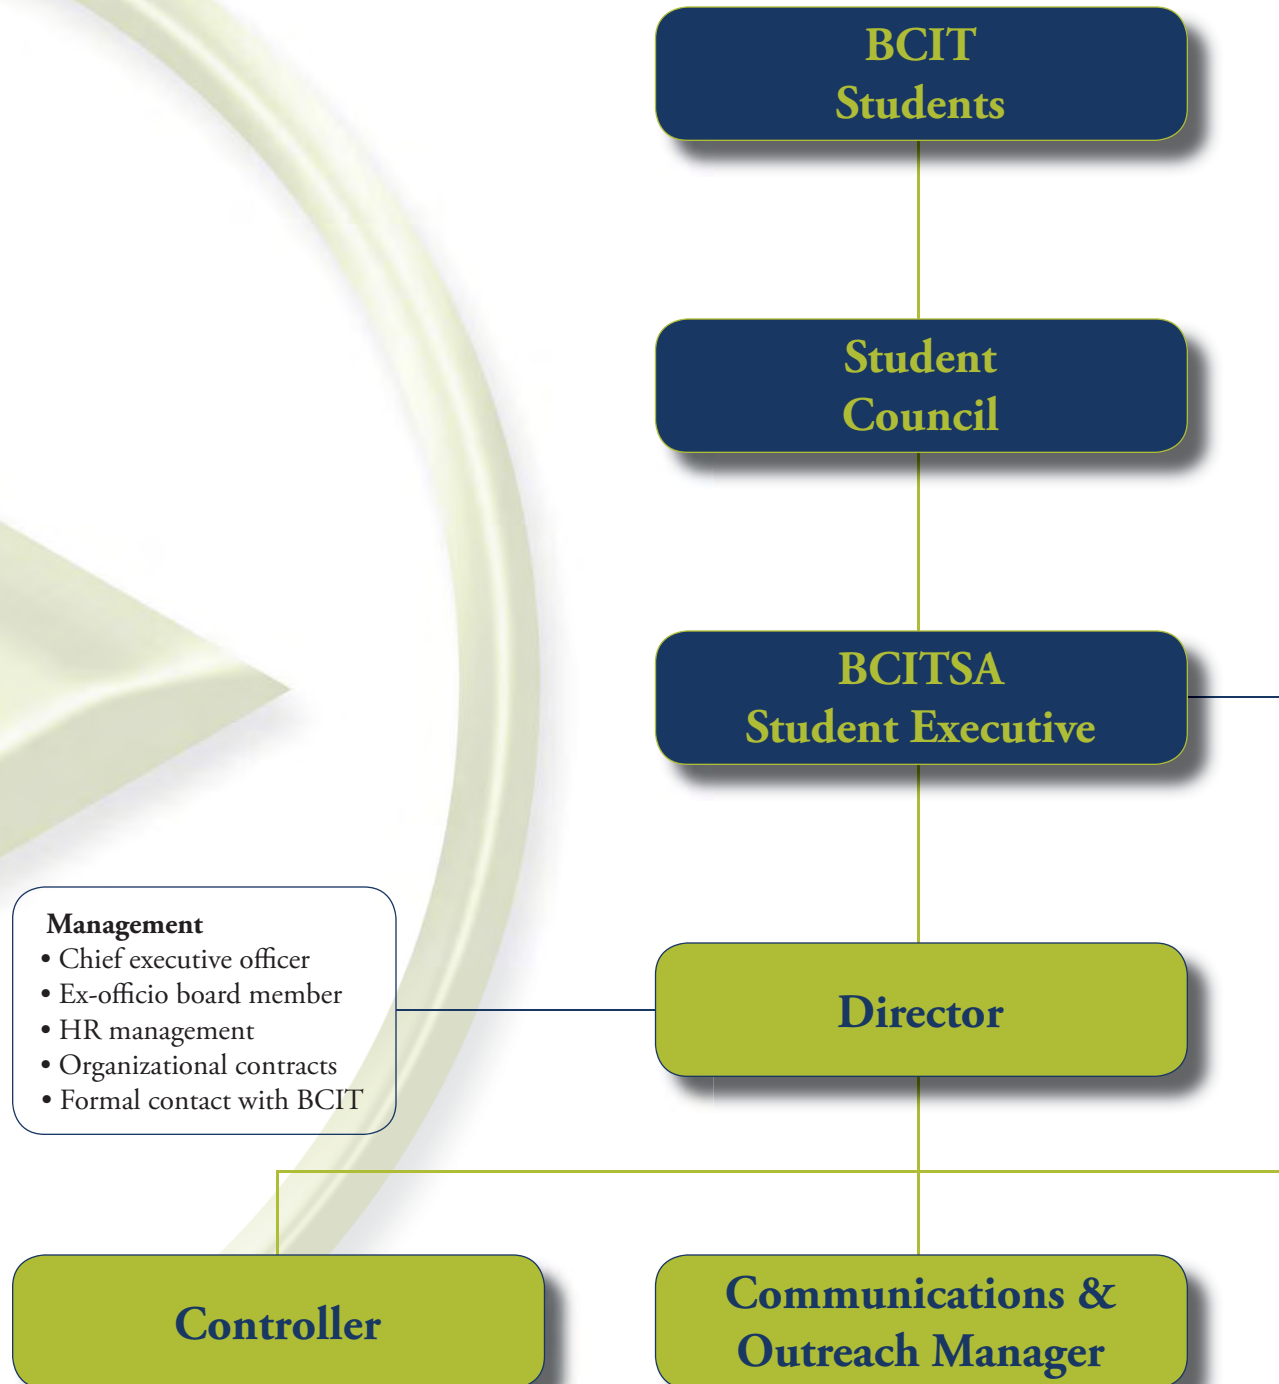 BCIT
Students
Student
Council
BCITSA
Student Executive
Management
• Chief executive officer
• Ex-officio board member
• HR management
• Organizational contracts
• Formal contact with BCIT
Director
Controller
Communications &
Outreach Manager